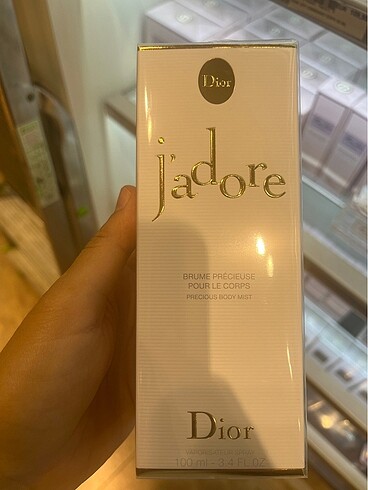 Dior
j'adore
BRUME PRÉCIEUSE
POUR LE CORPS
PRECIOUS BODY MIST
Dior
100 ml - 3.4 FL.OZ